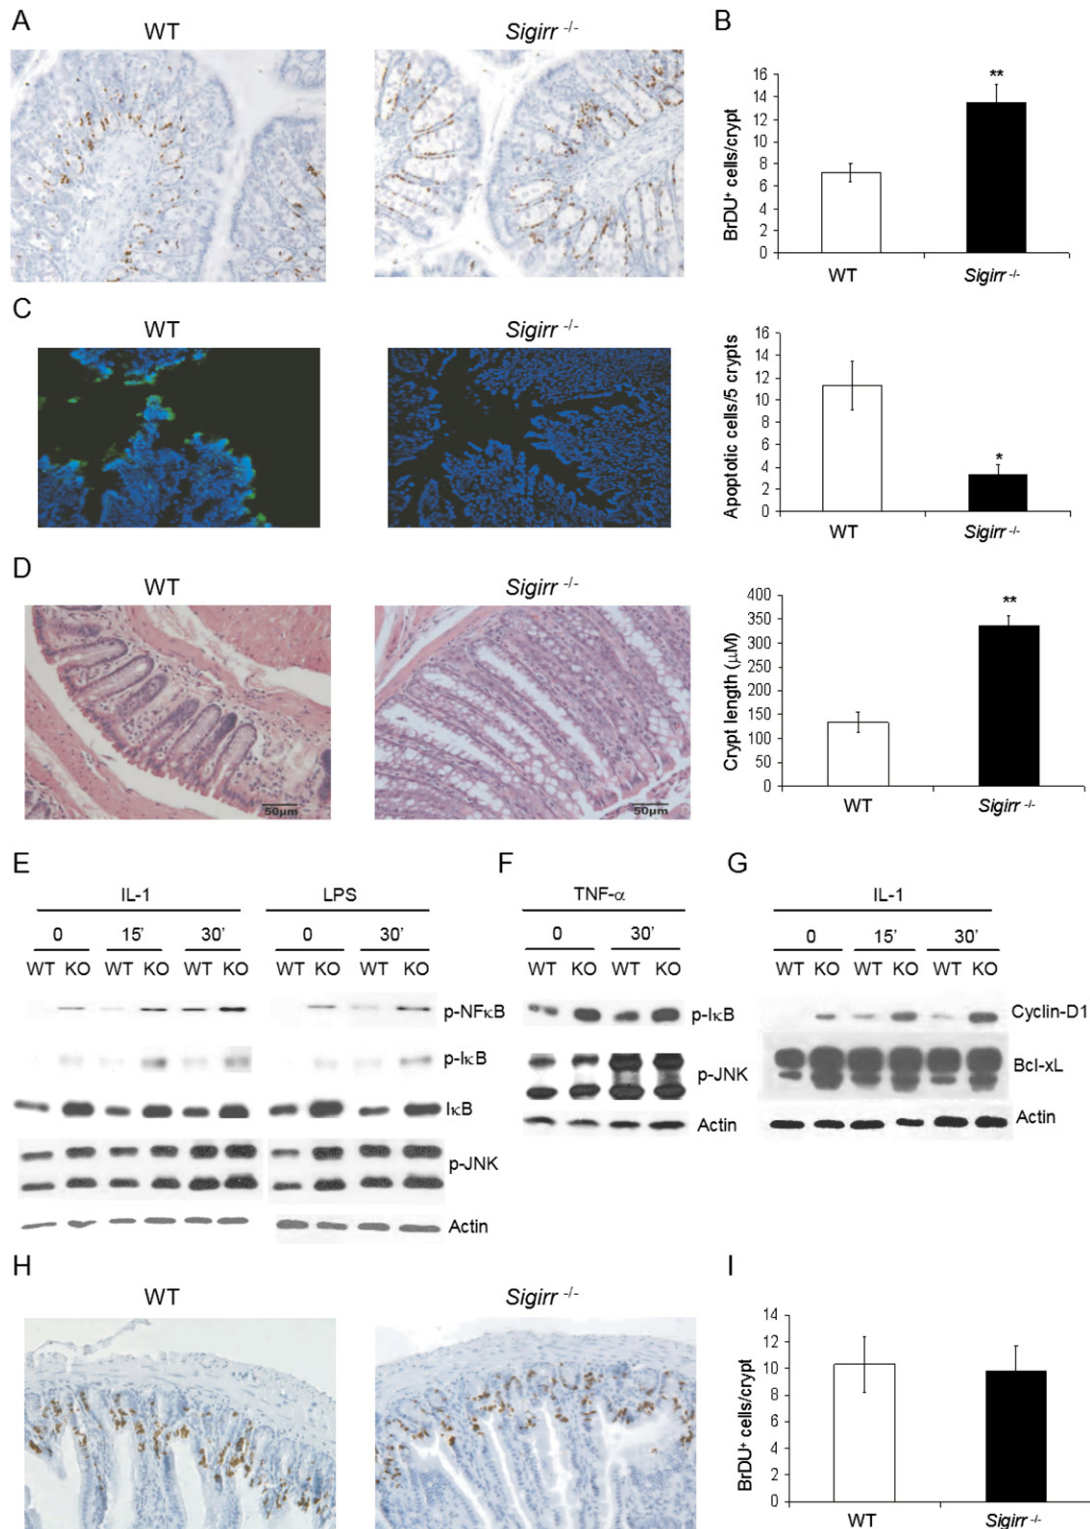 A
WT
Sigirr -/-
B
16
14
12
10
8
6
4
2
0
BrDU+ cells/crypt
**
WT
Sigirr -/-
C
WT
Sigirr -/-
16
14
12
10
8
6
4
2
0
Apoptotic cells/5 crypts
*
WT
Sigirr -/-
D
WT
Sigirr -/-
50µm
50µm
400
350
300
250
200
150
100
50
0
Crypt length (µM)
**
WT
Sigirr -/-
E
IL-1
LPS
0 15' 30' 0 30'
WT KO WT KO WT KO WT KO WT KO
p-NFκB
p-IκB
IκB
p-JNK
Actin
F
TNF-α
0 30'
WT KO WT KO
p-IκB
p-JNK
Actin
G
IL-1
0 15' 30'
WT KO WT KO WT KO
Cyclin-D1
Bcl-xL
Actin
H
WT
Sigirr -/-
I
14
12
10
8
6
4
2
0
BrDU+ cells/crypt
WT
Sigirr -/-